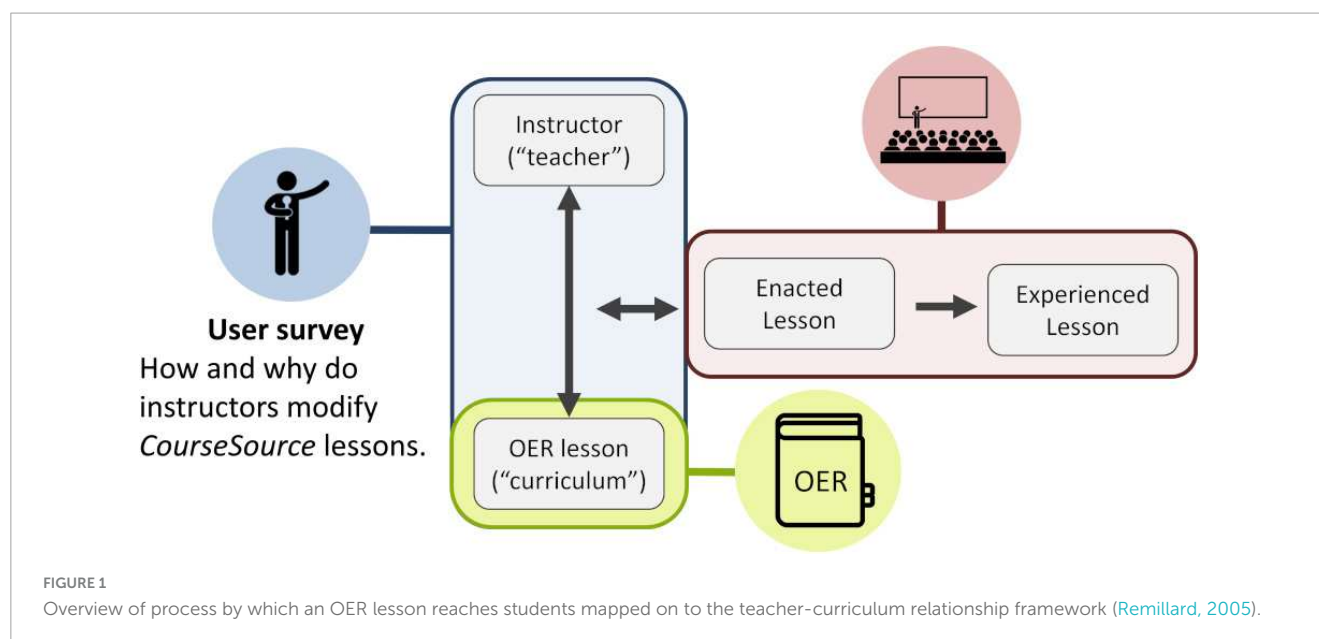 Instructor
(“teacher”)
User survey
How and why do
instructors modify
CourseSource lessons.
Enacted
Lesson
Experienced
Lesson
OER lesson
(“curriculum”)
OER
FIGURE 1
Overview of process by which an OER lesson reaches students mapped on to the teacher-curriculum relationship framework (Remillard, 2005).